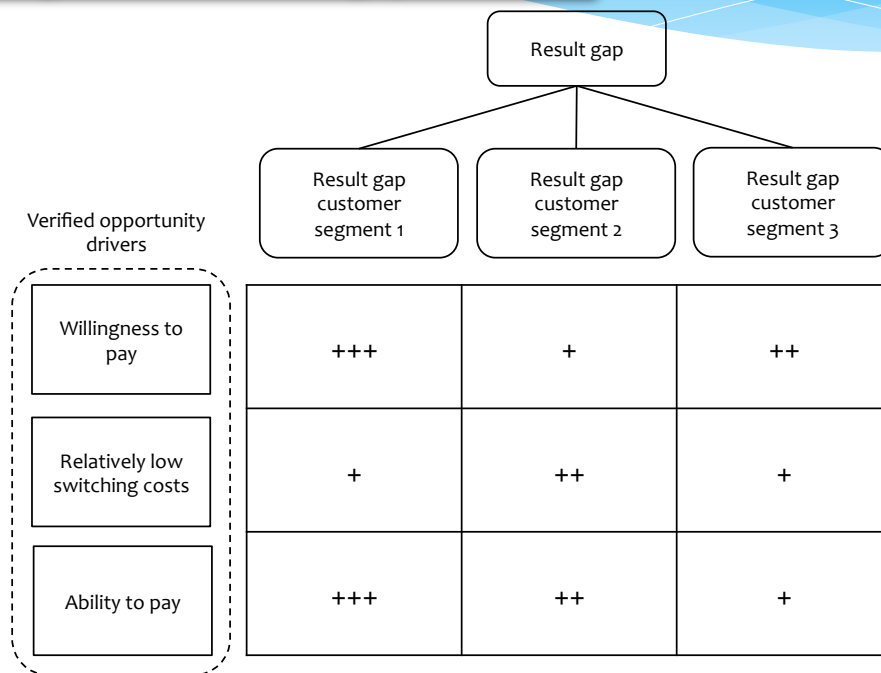 Result gap
Result gap
customer
segment 1
Result gap
customer
segment 2
Result gap
customer
segment 3
Verified opportunity
drivers
Willingness to
pay
+++
+
++
Relatively low
switching costs
+
++
+
Ability to pay
+++
++
+